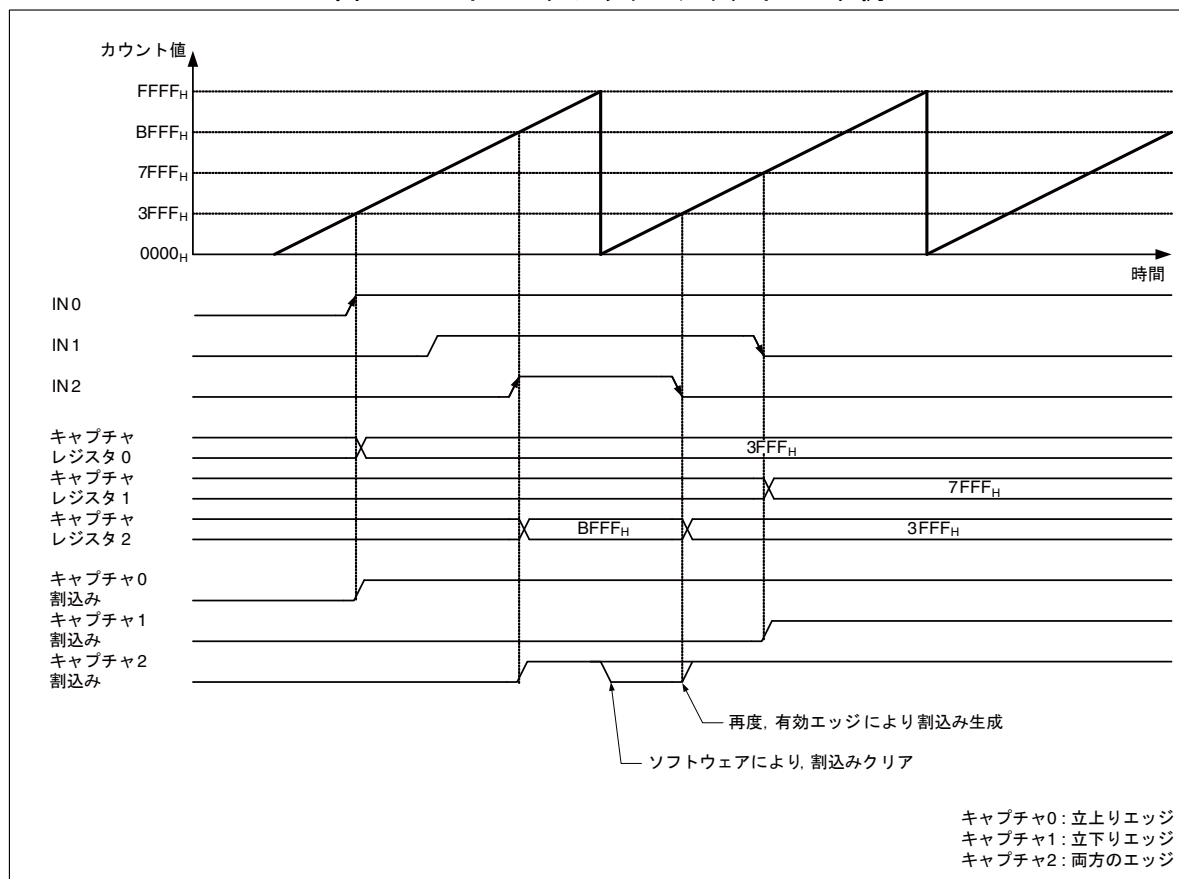 カウント値
FFFFH
BFFFH
7FFFH
3FFFH
0000H
時間
IN0
IN1
IN2
キャプチャ
レジスタ0
3FFFH
キャプチャ
レジスタ1
7FFFH
キャプチャ
レジスタ2
BFFFH
3FFFH
キャプチャ0
割込み
キャプチャ1
割込み
キャプチャ2
割込み
再度, 有効エッジにより割込み生成
ソフトウェアにより, 割込みクリア
キャプチャ0 : 立上りエッジ
キャプチャ1 : 立下りエッジ
キャプチャ2 : 両方のエッジ